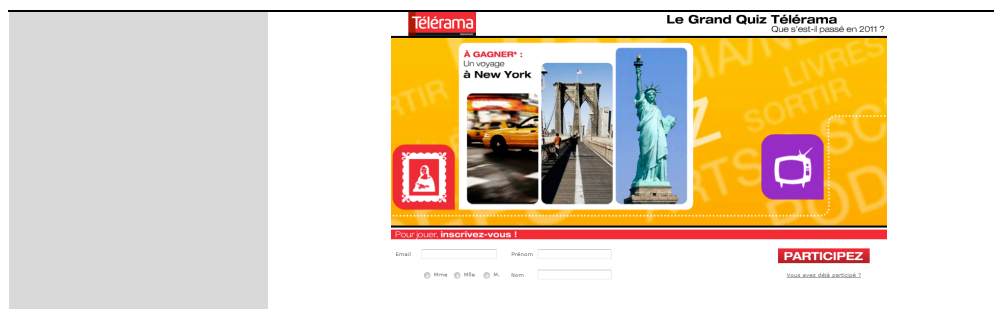 Télérama
Le Grand Quiz Télérama
Que s'est-il passé en 2011 ?
À GAGNER* :
Un voyage
à New York
LIVRES
SORTIR
Pour jouer, inscrivez-vous !
Email
Prénom
PARTICIPEZ
Mme
Mlle
M.
Nom
Vous avez déjà participé ?